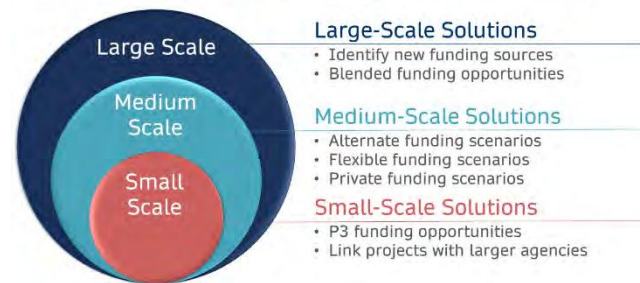 Large Scale
Medium
Scale
Small
Scale
Large-Scale Solutions
• Identify new funding sources
• Blended funding opportunities
Medium-Scale Solutions
• Alternate funding scenarios
• Flexible funding scenarios
• Private funding scenarios
Small-Scale Solutions
• P3 funding opportunities
• Link projects with larger agencies